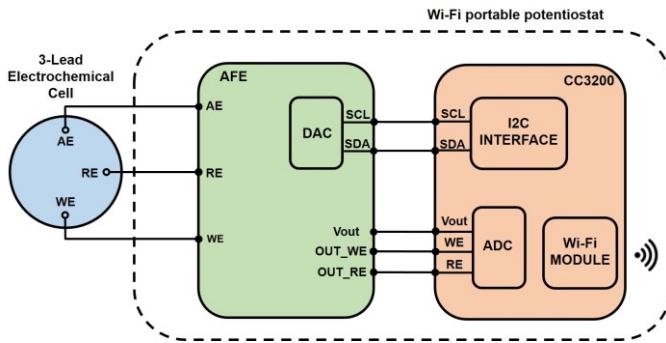 Wi-Fi portable potentiostat
3-Lead
Electrochemical
Cell
AE
RE
WE
AFE
AE
RE
WE
DAC
SCL
SDA
Vout
OUT_WE
OUT_RE
CC3200
SCL
SDA
I2C
INTERFACE
Vout
WE
RE
ADC
Wi-Fi
MODULE